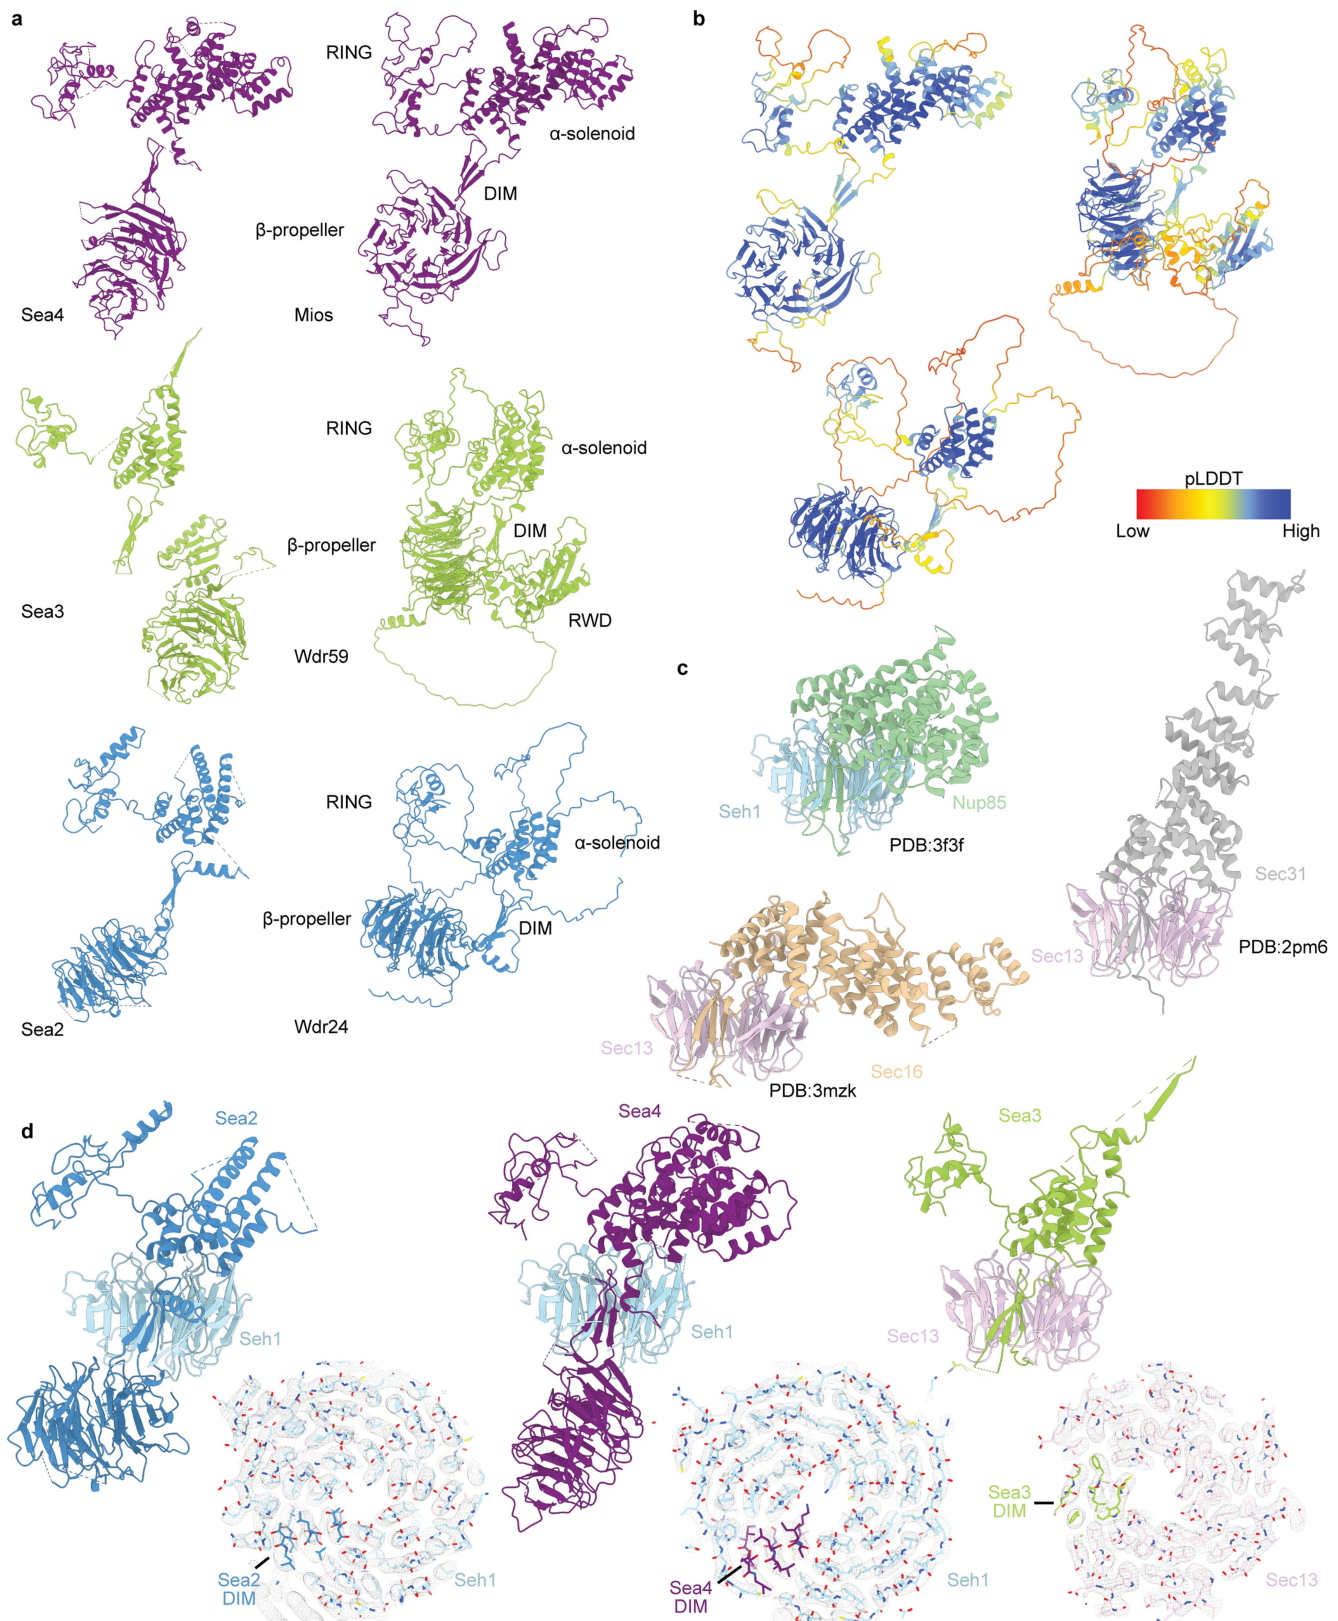 a
RING
α-solenoid
DIM
β-propeller
Sea4
Mios
RING
α-solenoid
DIM
β-propeller
Sea3
RWD
Wdr59
RING
α-solenoid
β-propeller
DIM
Sea2
Wdr24
b
pLDDT
Low High
c
Seh1
Nup85
PDB:3f3f
Sec31
Sec13
PDB:2pm6
Sec13
Sec16
PDB:3mzk
d
Sea2
Seh1
Sea2
DIM
Seh1
Sea4
Seh1
Sea4
DIM
Seh1
Sea3
Sec13
Sea3
DIM
Sec13